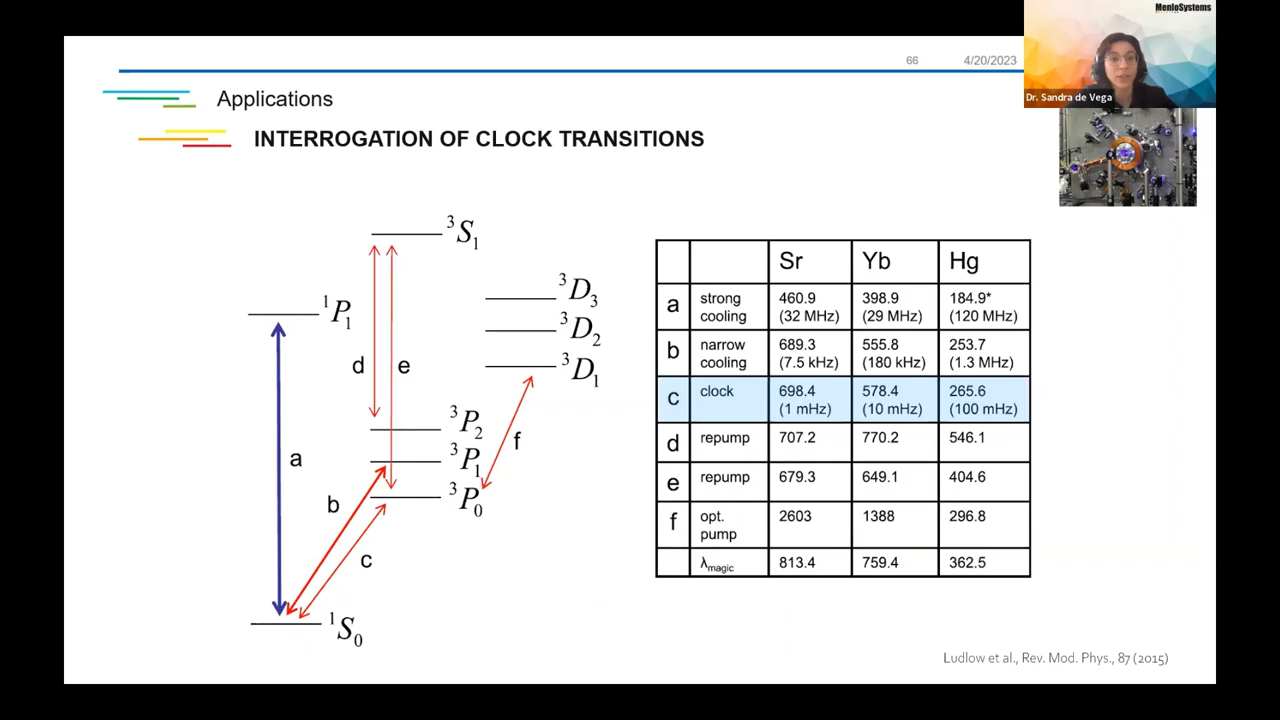 MenloSystems
66 4/20/2023
Dr. Sandra de Vega
Applications
INTERROGATION OF CLOCK TRANSITIONS
³S₁
³D₃
¹P₁
³D₂
d e
³D₁
³P₂
f
a
³P₁
b
³P₀
c
¹S₀
Sr Yb Hg
a strong cooling 460.9 (32 MHz) 398.9 (29 MHz) 184.9* (120 MHz)
b narrow cooling 689.3 (7.5 kHz) 555.8 (180 kHz) 253.7 (1.3 MHz)
c clock 698.4 (1 mHz) 578.4 (10 mHz) 265.6 (100 mHz)
d repump 707.2 770.2 546.1
e repump 679.3 649.1 404.6
f opt. pump 2603 1388 296.8
λmagic 813.4 759.4 362.5
Ludlow et al., Rev. Mod. Phys., 87 (2015)